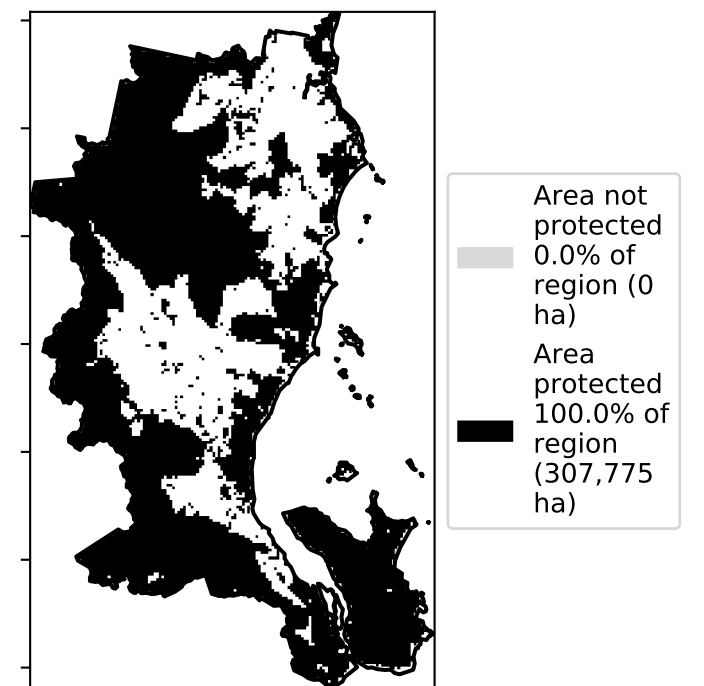 Area not
protected
0.0% of
region (0
ha)
Area
protected
100.0% of
region
(307,775
ha)